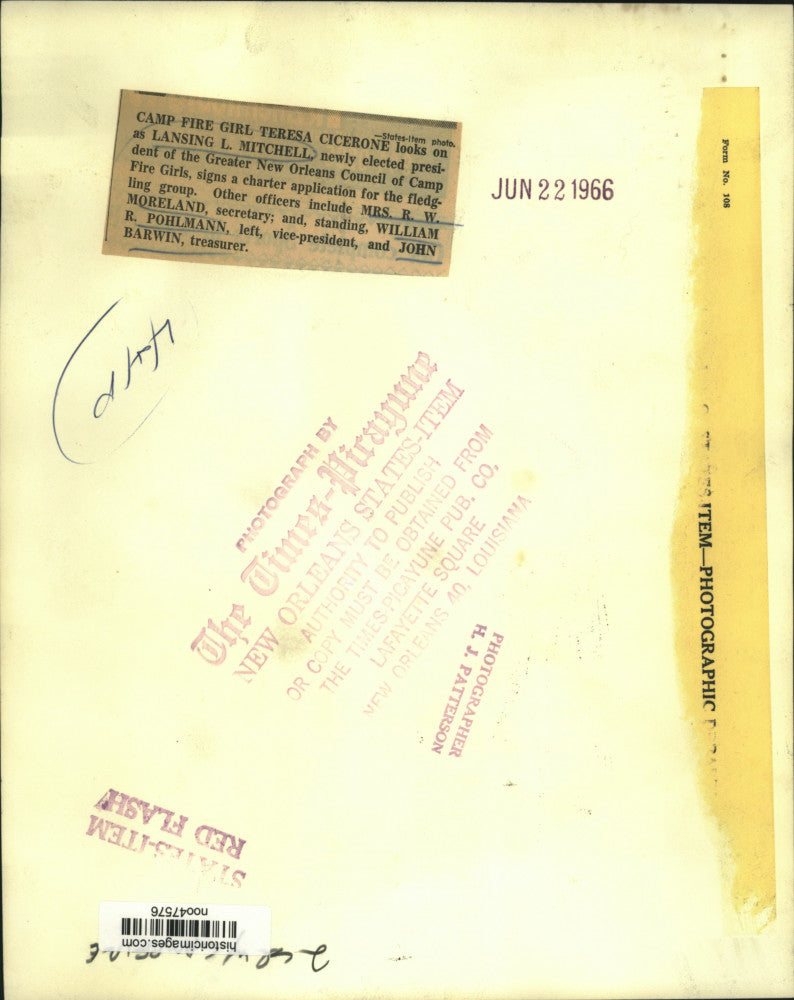 CAMP FIRE GIRL TERESA CICERONE looks on
—States-Item photo.
as LANSING L. MITCHELL, newly elected presi-
dent of the Greater New Orleans Council of Camp
Fire Girls, signs a charter application for the fledg-
ling group. Other officers include MRS. R. W.
MORELAND, secretary; and, standing, WILLIAM
R. POHLMANN, left, vice-president, and JOHN
BARWIN, treasurer.
JUN 22 1966
Form No. 108
ITEM—PHOTOGRAPHIC
PHOTOGRAPH BY
The Times-Picayune
NEW ORLEANS STATES-ITEM
AUTHORITY TO PUBLISH
OR COPY MUST BE OBTAINED FROM
THE TIMES-PICAYUNE PUB. CO.
LAFAYETTE SQUARE
NEW ORLEANS 40, LOUISIANA
PHOTOGRAPHER
H. J. PATTERSON
STATES-ITEM
RED FLASH
historicimages.com
noo47576